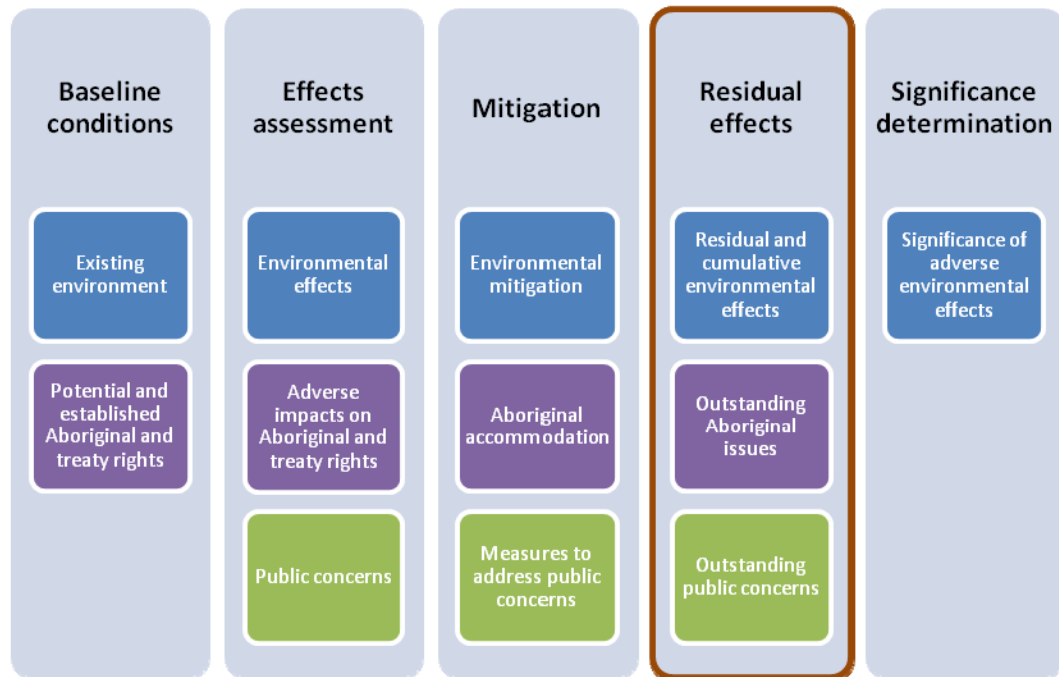 Baseline
conditions
Existing
environment
Potential and
established
Aboriginal and
treaty rights
Effects
assessment
Environmental
effects
Adverse
impacts on
Aboriginal and
treaty rights
Public concerns
Mitigation
Environmental
mitigation
Aboriginal
accommodation
Measures to
address public
concerns
Residual
effects
Residual and
cumulative
environmental
effects
Outstanding
Aboriginal
issues
Outstanding
public concerns
Significance
determination
Significance of
adverse
environmental
effects